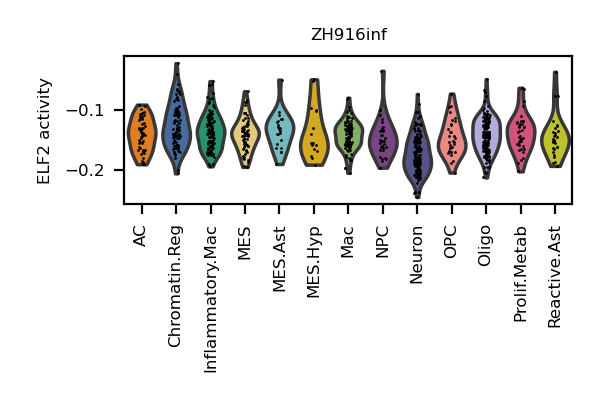 ZH916inf
ELF2 activity
−0.1
−0.2
AC
Chromatin.Reg
Inflammatory.Mac
MES
MES.Ast
MES.Hyp
Mac
NPC
Neuron
OPC
Oligo
Prolif.Metab
Reactive.Ast